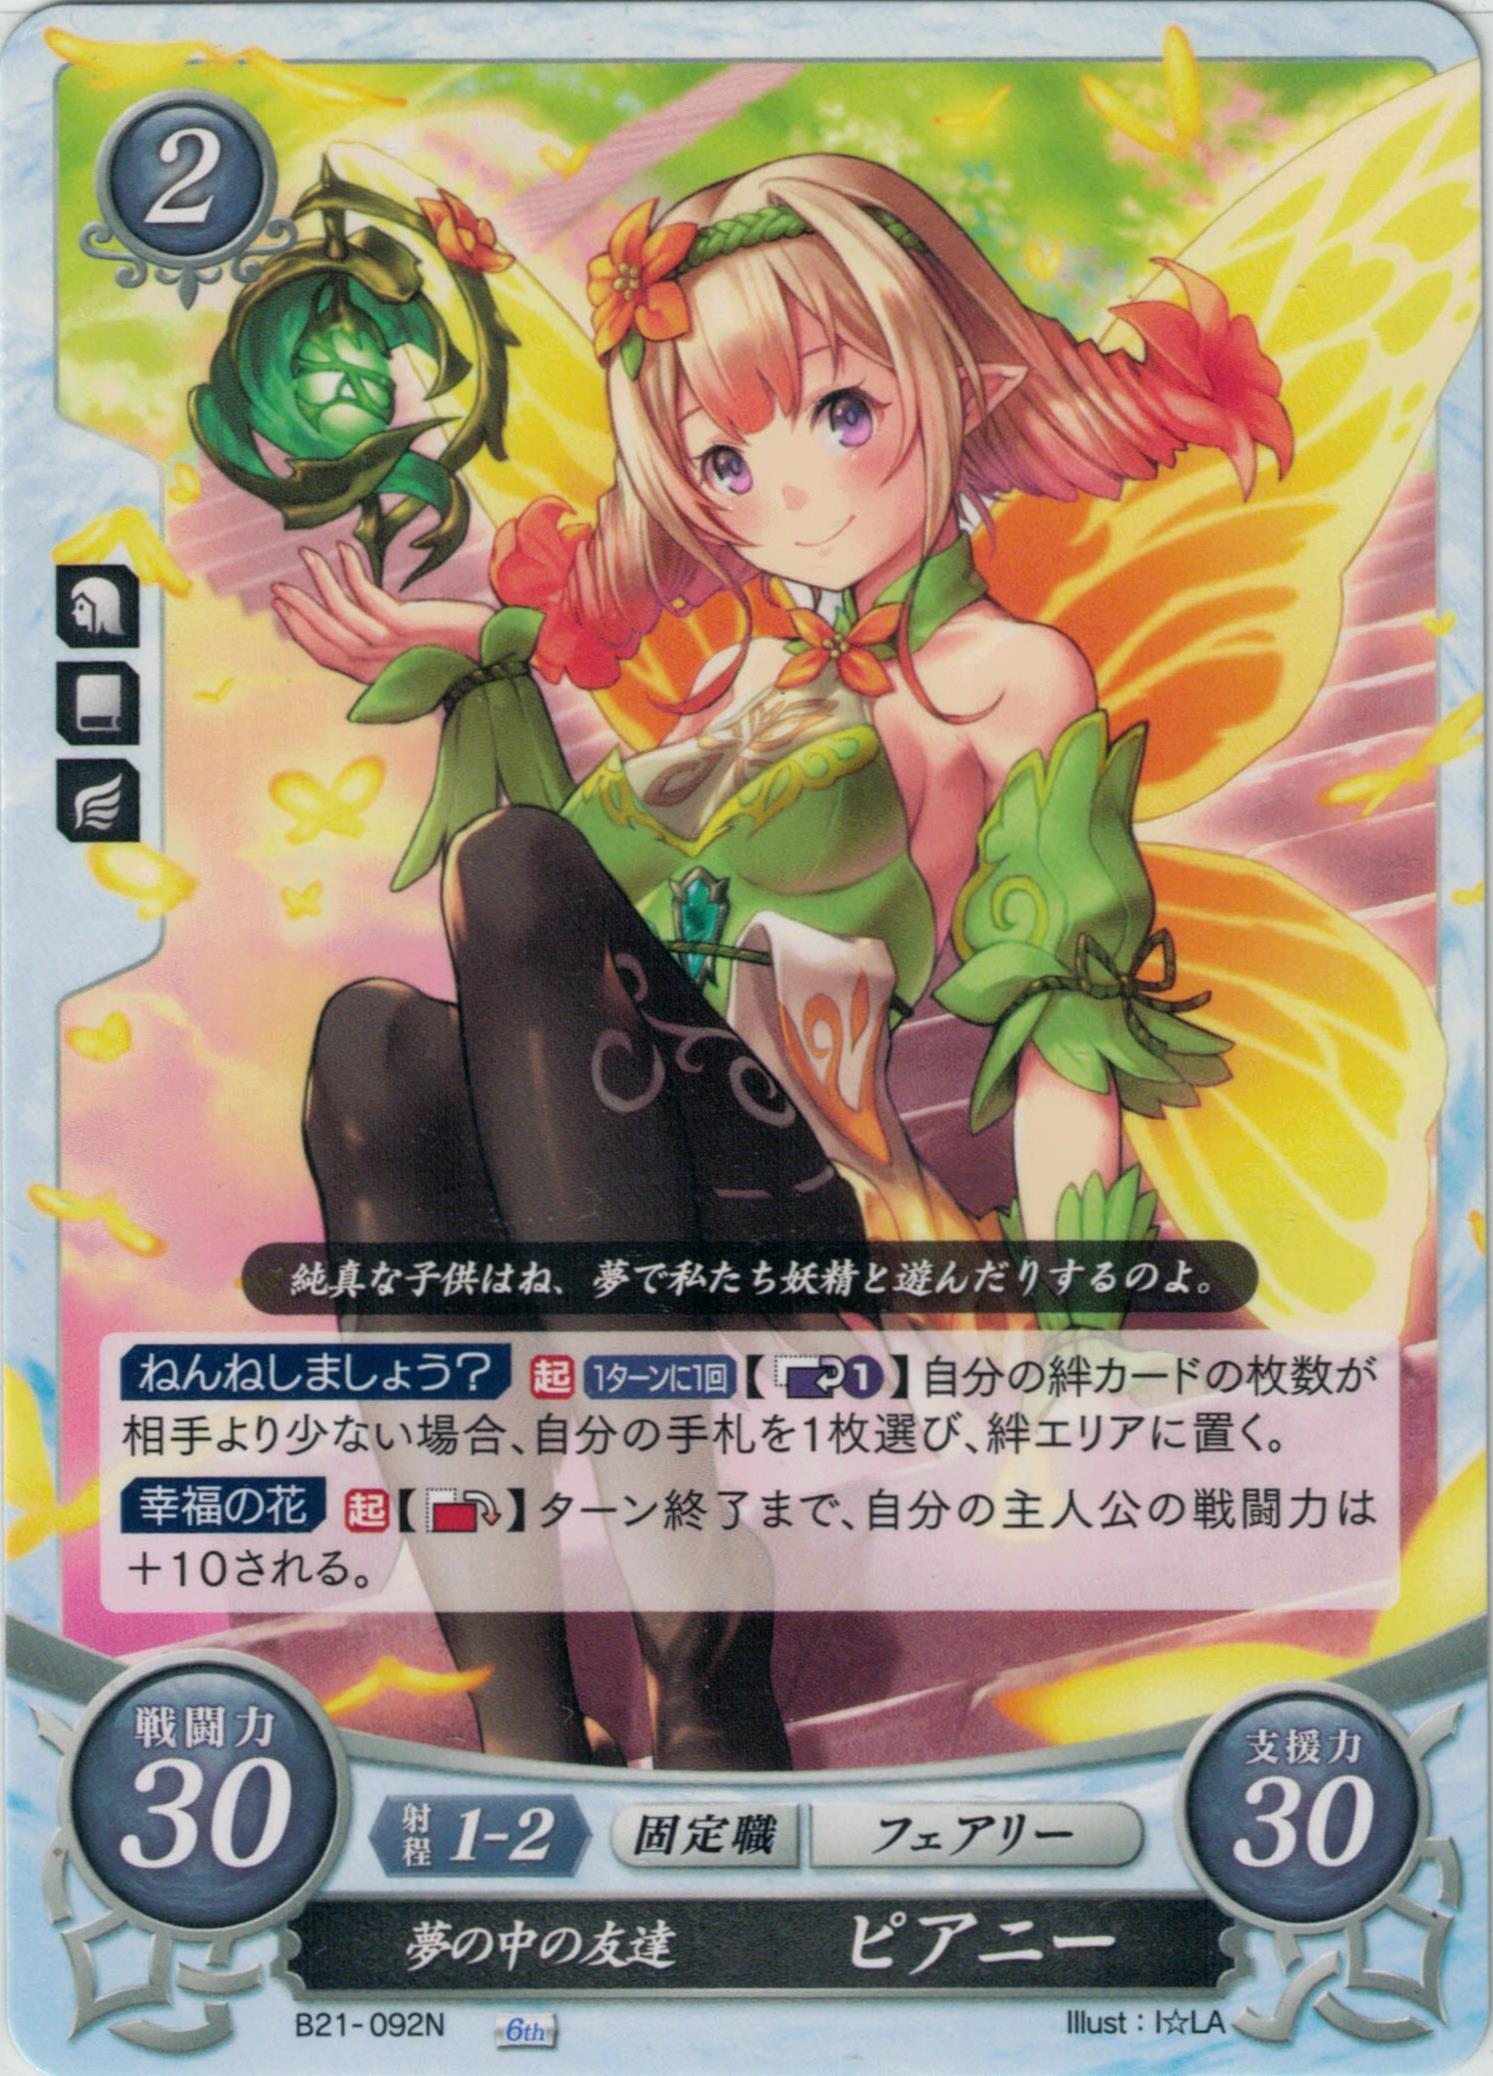 2
純真な子供はね、夢で私たち妖精と遊んだりするのよ。
ねんねしましょう? 起 1ターンに1回【1】自分の絆カードの枚数が
相手より少ない場合、自分の手札を1枚選び、絆エリアに置く。
幸福の花 起【】ターン終了まで、自分の主人公の戦闘力は
+10される。
戦闘力
30
射程 1-2
固定職
フェアリー
支援力
30
夢の中の友達 ピアニー
B21-092N
6th
Illust:I☆LA